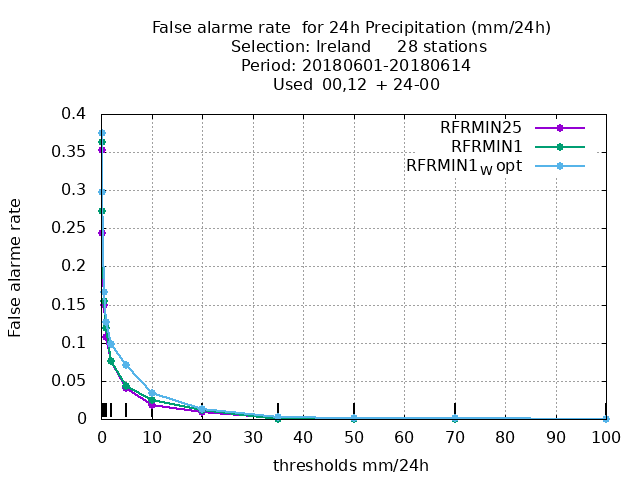 False alarme rate  for 24h Precipitation (mm/24h)
Selection: Ireland     28 stations
Period: 20180601-20180614
Used  00,12  + 24-00
RFRMIN25
RFRMIN1
RFRMIN1W opt
False alarme rate
0.4
0.35
0.3
0.25
0.2
0.15
0.1
0.05
0
0 10 20 30 40 50 60 70 80 90 100
thresholds mm/24h